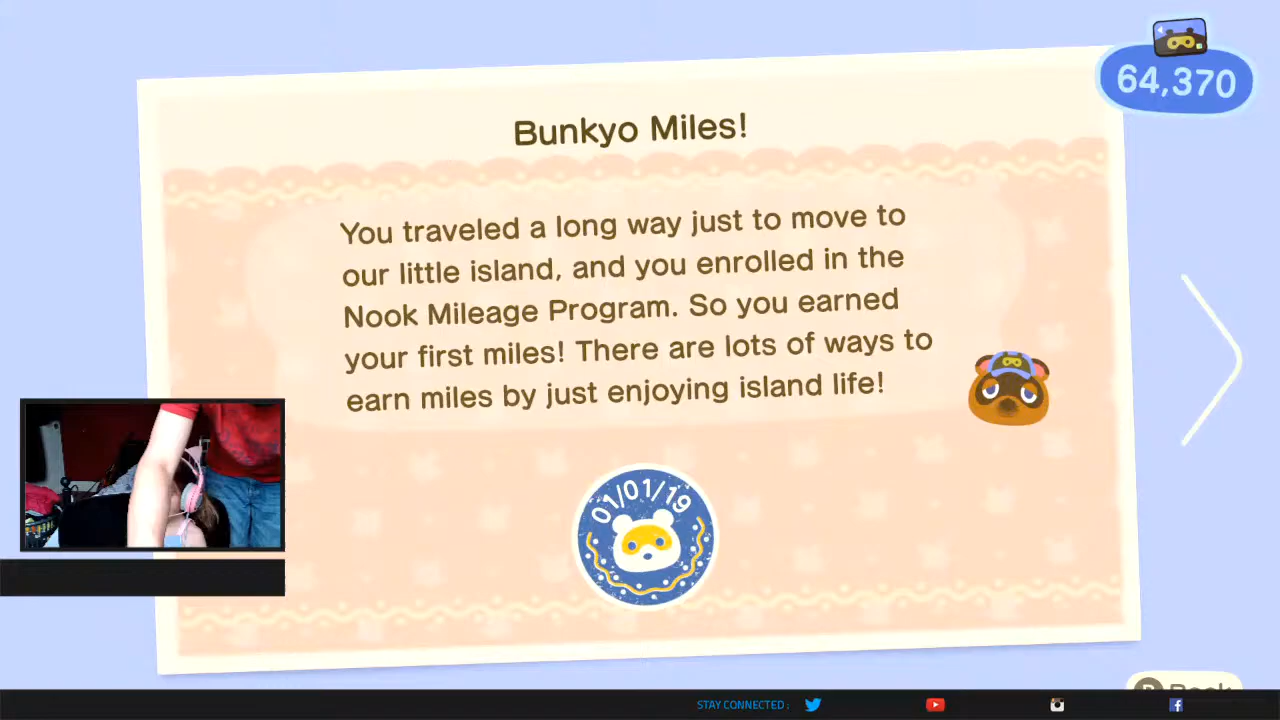 64,370
Bunkyo Miles!
You traveled a long way just to move to
our little island, and you enrolled in the
Nook Mileage Program. So you earned
your first miles! There are lots of ways to
earn miles by just enjoying island life!
01/01/19
STAY CONNECTED :